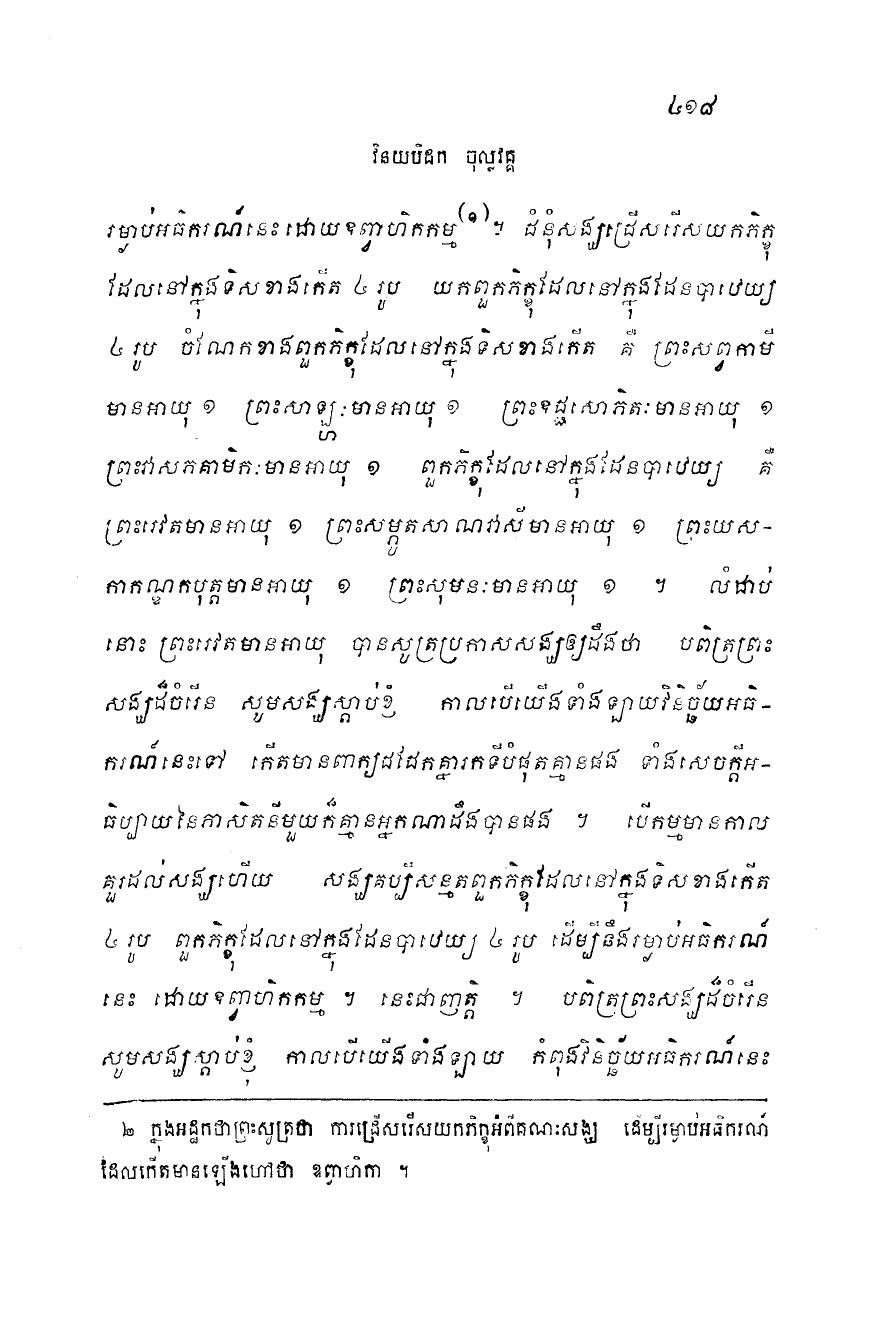 ៤១៨
វិនយបិដក ចុល្លវគ្គ
រម្ងាប់អធិករណ៍នេះ ដោយឧព្វាហិកកម្ម(១)។ ជំនុំសង្ឃជ្រើសរើសយកភិក្ខុ
ដែលនៅក្នុងទិសខាងកើត ៤ រូប យកពួកភិក្ខុដែលនៅក្នុងដែនបាឋេយ្យ
៤ រូប ចំណែកខាងពួកភិក្ខុដែលនៅក្នុងទិសខាងកើត គឺ ព្រះសព្វកាមី
មានអាយុ ១ ព្រះសាឡ្ហៈមានអាយុ ១ ព្រះខុជ្ជសោភិតៈមានអាយុ ១
ព្រះវាសភគាមិកៈមានអាយុ ១ ពួកភិក្ខុដែលនៅក្នុងដែនបាឋេយ្យ គឺ
ព្រះរេវតមានអាយុ ១ ព្រះសម្ភូតសាណវាសីមានអាយុ ១ ព្រះយស-
កាកណ្ឌកបុត្តមានអាយុ ១ ព្រះសុមនៈមានអាយុ ១ ។ លំដាប់
នោះ ព្រះរេវតមានអាយុ បានសូត្រប្រកាសសង្ឃឲ្យដឹងថា បពិត្រព្រះ
សង្ឃដ៏ចំរើន សូមសង្ឃស្តាប់ខ្ញុំ កាលបើយើងទាំងឡាយវិនិច្ឆ័យអធិ-
ករណ៍នេះទៅ កើតមានពាក្យដដែកគ្នារកទីបំផុតគ្មានផង ទាំងសេចក្តីអ-
ធិប្បាយនៃភាសិតនីមួយក៏គ្មានអ្នកណាដឹងបានផង ។ បើកម្មមានកាល
គួរដល់សង្ឃហើយ សង្ឃគប្បីសន្មតពួកភិក្ខុដែលនៅក្នុងទិសខាងកើត
៤ រូប ពួកភិក្ខុដែលនៅក្នុងដែនបាឋេយ្យ ៤ រូប ដើម្បីនឹងរម្ងាប់អធិករណ៍
នេះ ដោយឧព្វាហិកកម្ម ។ នេះជាញត្តិ ។ បពិត្រព្រះសង្ឃដ៏ចំរើន
សូមសង្ឃស្តាប់ខ្ញុំ កាលបើយើងទាំងឡាយ កំពុងវិនិច្ឆ័យអធិករណ៍នេះ
២ ក្នុងអដ្ឋកថាព្រះសូត្រថា ការជ្រើសរើសយកភិក្ខុអំពីគណៈសង្ឃ ដើម្បីរម្ងាប់អធិករណ៍
ដែលកើតមានឡើងហៅថា ឧព្វាហិកា ។